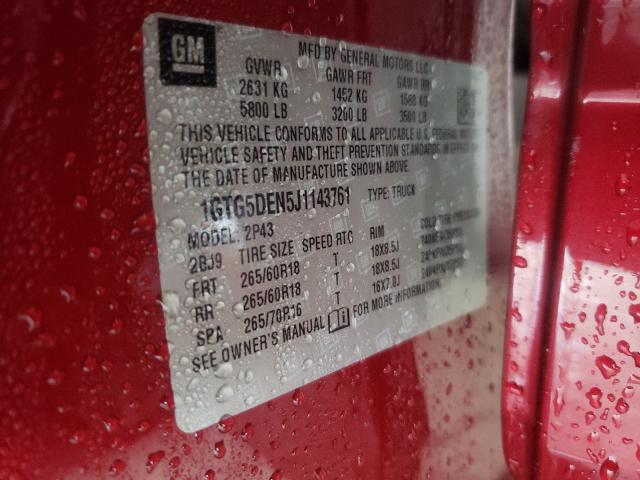 GM
MFD BY GENERAL MOTORS LLC
GVWR GAWR FRT GAWR RR
2631 KG 1452 KG 1588 KG
5800 LB 3200 LB 3500 LB
THIS VEHICLE CONFORMS TO ALL APPLICABLE U.S. FEDERAL MOTOR
VEHICLE SAFETY AND THEFT PREVENTION STANDARDS IN EFFECT ON
THE DATE OF MANUFACTURE SHOWN ABOVE.
1GTG5DEN5J1143761 TYPE: TRUCK
MODEL: 2P43
2BJ9 TIRE SIZE SPEED RTG RIM COLD TIRE
FRT 265/60R18 T 18X8.5J
RR 265/60R18 T 18X8.5J
SPA 265/70R16 T 16X7.0J
SEE OWNER'S MANUAL FOR MORE INFORMATION.